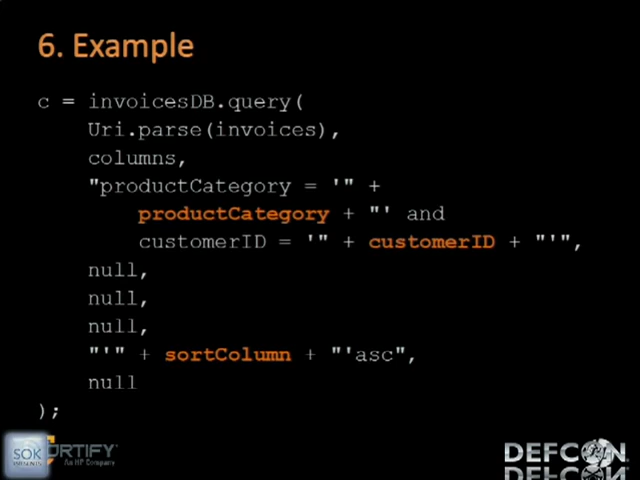 6. Example
c = invoicesDB.query(
Uri.parse(invoices),
columns,
"productCategory = '" +
productCategory + "' and
customerID = '" + customerID + "'",
null,
null,
null,
"'" + sortColumn + "'asc",
null
);
SOK
FORTIFY
An HP Company
DEFCON